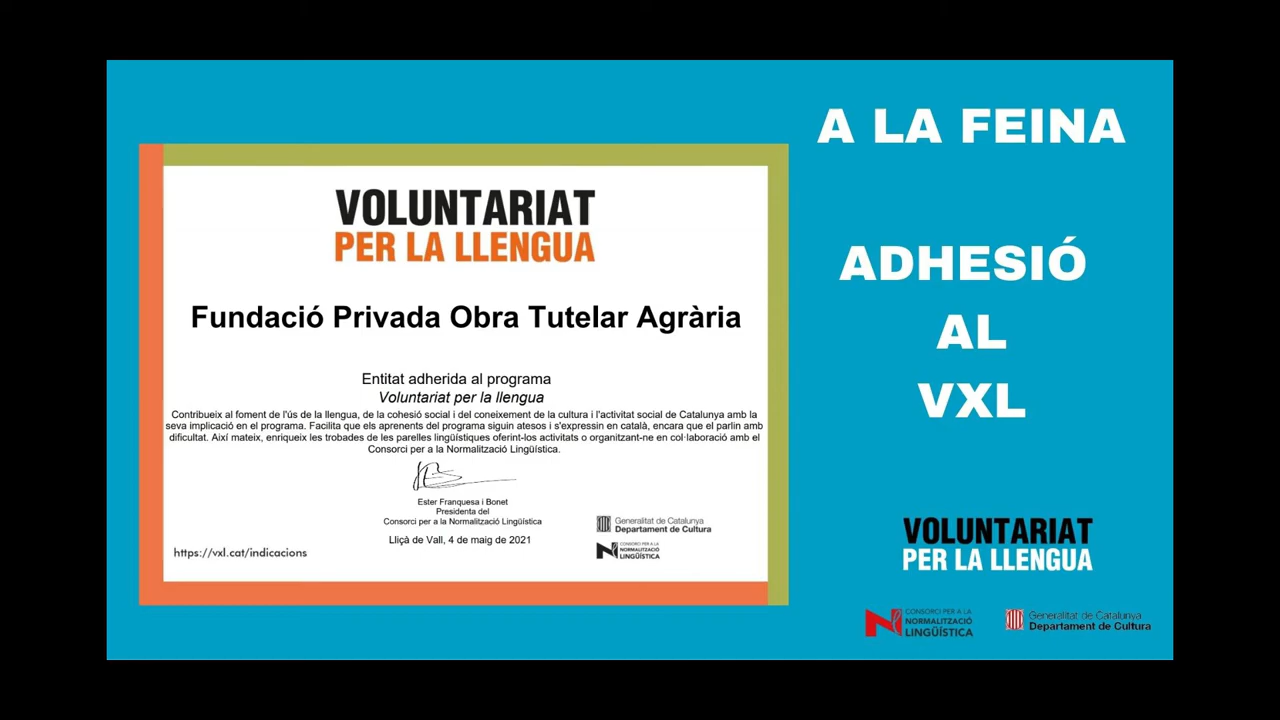 VOLUNTARIAT
PER LA LLENGUA
Fundació Privada Obra Tutelar Agrària
Entitat adherida al programa
Voluntariat per la llengua
Contribueix al foment de l'ús de la llengua, de la cohesió social i del coneixement de la cultura i l'activitat social de Catalunya amb la
seva implicació en el programa. Facilita que els aprenents del programa siguin atesos i s'expressin en català, encara que el parlin amb
dificultat. Així mateix, enriqueix les trobades de les parelles lingüístiques oferint-los activitats o organitzant-ne en col·laboració amb el
Consorci per a la Normalització Lingüística.
Ester Franquesa i Bonet
Presidenta del
Consorci per a la Normalització Lingüística
Lliçà de Vall, 4 de maig de 2021
https://vxl.cat/indicacions
Generalitat de Catalunya
Departament de Cultura
CONSORCI PER A LA
NORMALITZACIÓ
LINGÜÍSTICA
A LA FEINA
ADHESIÓ
AL
VXL
VOLUNTARIAT
PER LA LLENGUA
CONSORCI PER A LA
NORMALITZACIÓ
LINGÜÍSTICA
Generalitat de Catalunya
Departament de Cultura